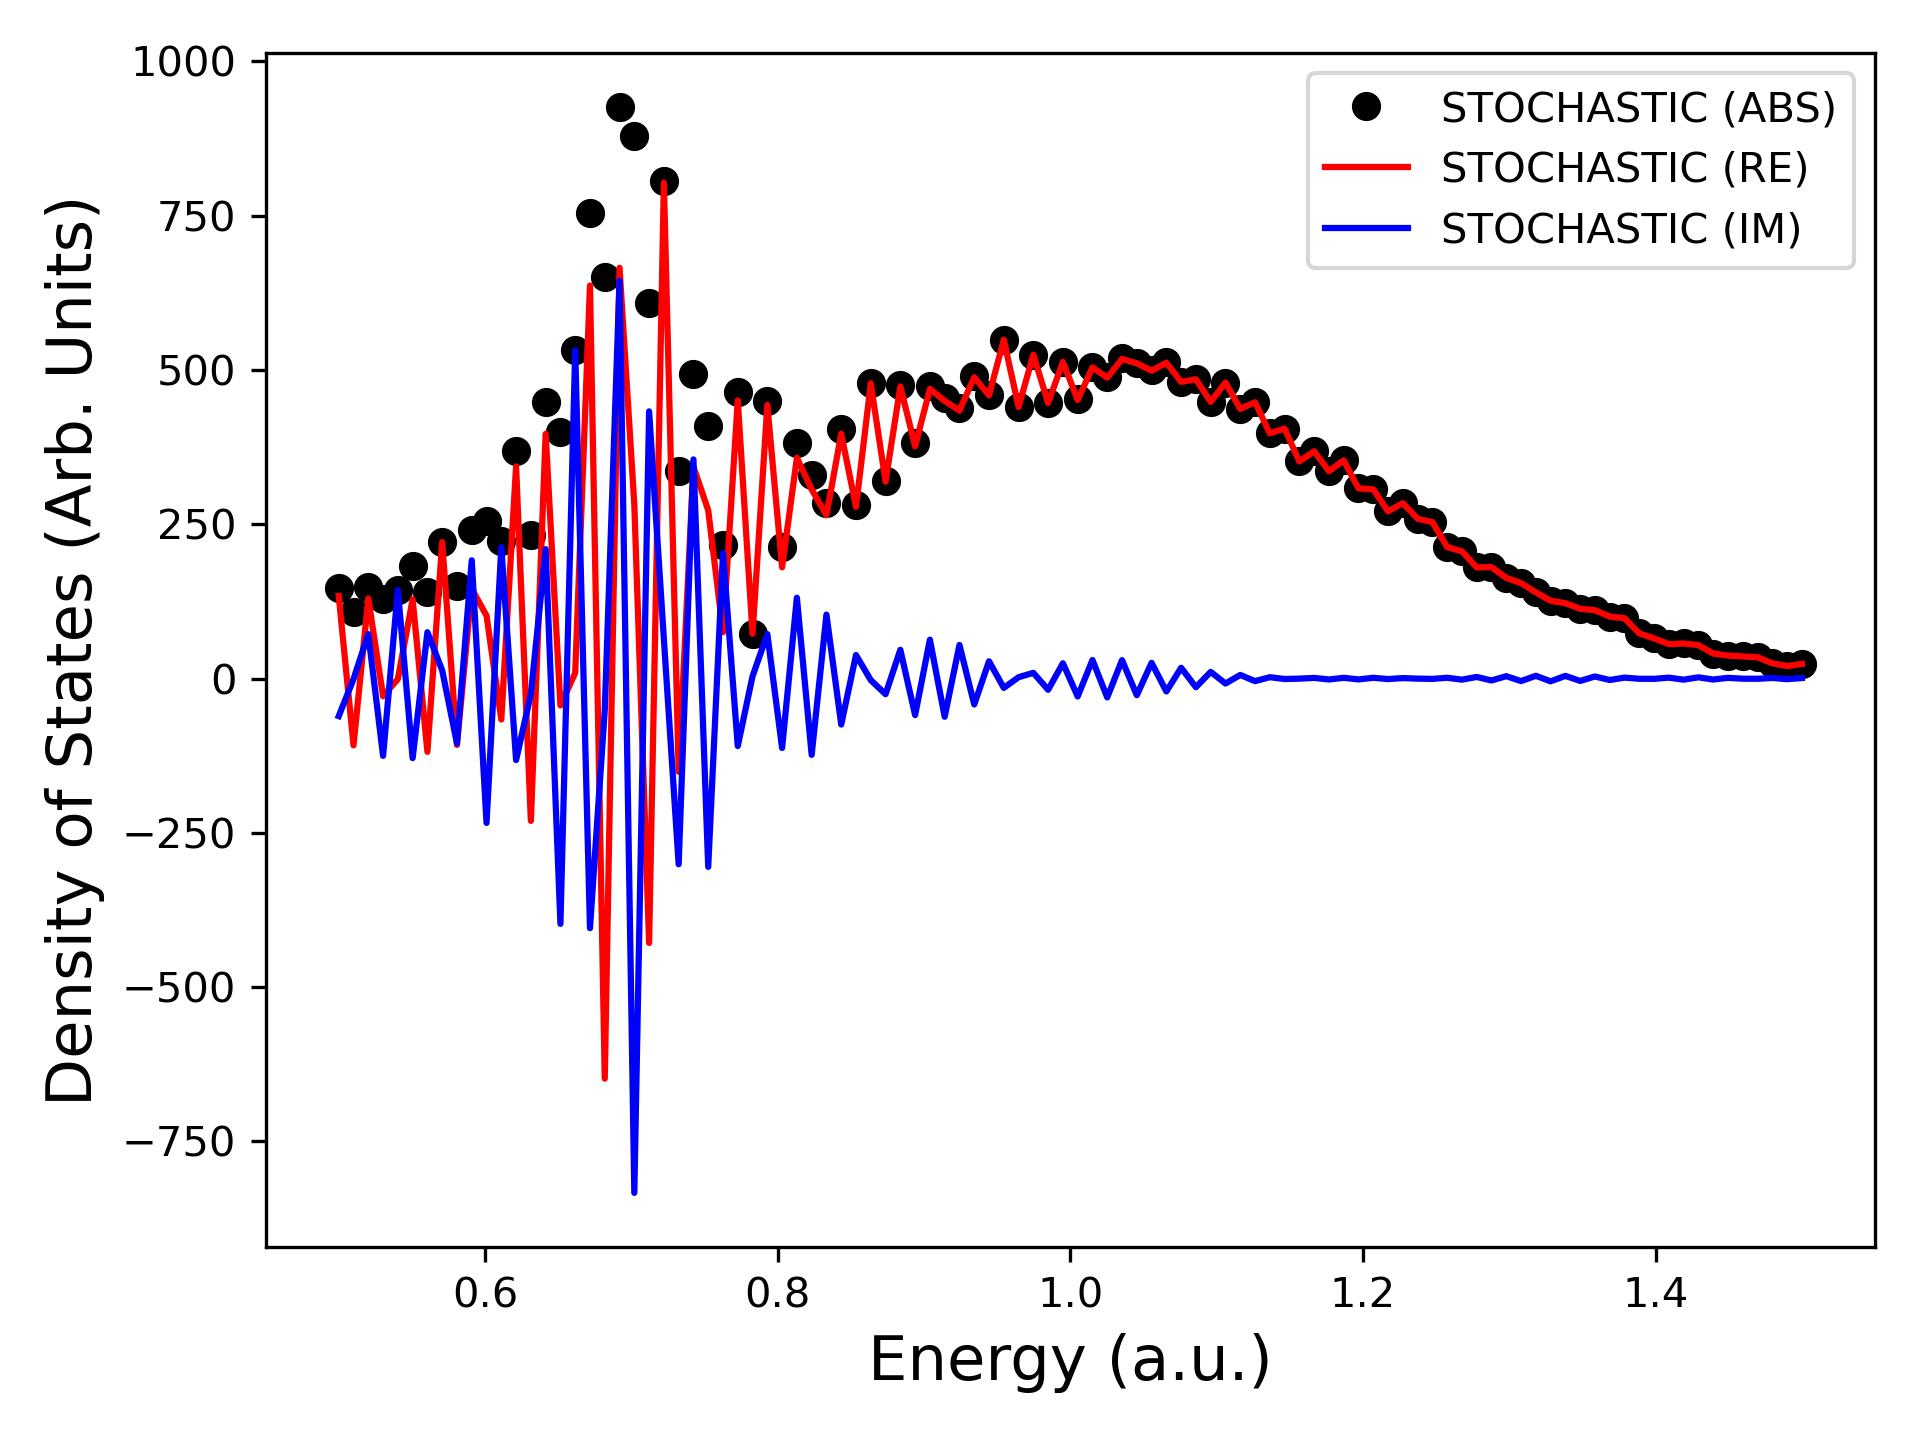 1000
750
500
250
0
−250
−500
−750
Density of States (Arb. Units)
STOCHASTIC (ABS)
STOCHASTIC (RE)
STOCHASTIC (IM)
0.6 0.8 1.0 1.2 1.4
Energy (a.u.)